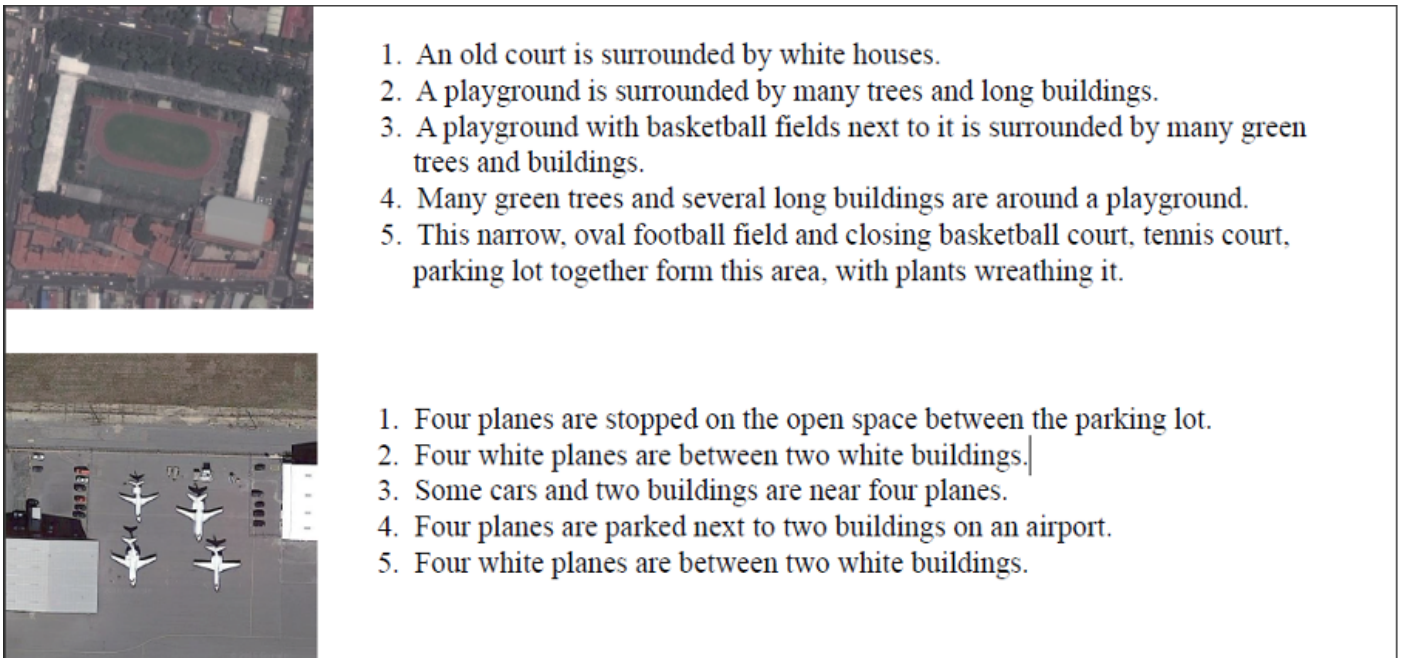 1. An old court is surrounded by white houses.
2. A playground is surrounded by many trees and long buildings.
3. A playground with basketball fields next to it is surrounded by many green
trees and buildings.
4. Many green trees and several long buildings are around a playground.
5. This narrow, oval football field and closing basketball court, tennis court,
parking lot together form this area, with plants wreathing it.
1. Four planes are stopped on the open space between the parking lot.
2. Four white planes are between two white buildings.
3. Some cars and two buildings are near four planes.
4. Four planes are parked next to two buildings on an airport.
5. Four white planes are between two white buildings.